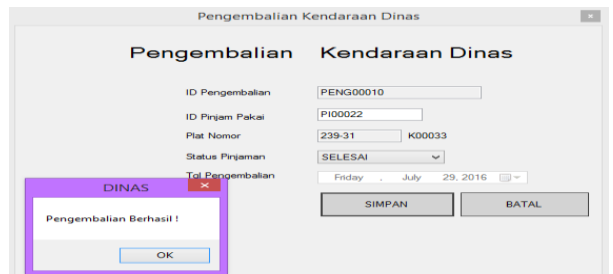 Pengembalian Kendaraan Dinas
x
Pengembalian Kendaraan Dinas
ID Pengembalian PENG00010
ID Pinjam Pakai PI00022
Plat Nomor 239-31 K00033
Status Pinjaman SELESAI
Tgl Pengembalian Friday , July 29, 2016
SIMPAN BATAL
DINAS ×
Pengembalian Berhasil !
OK